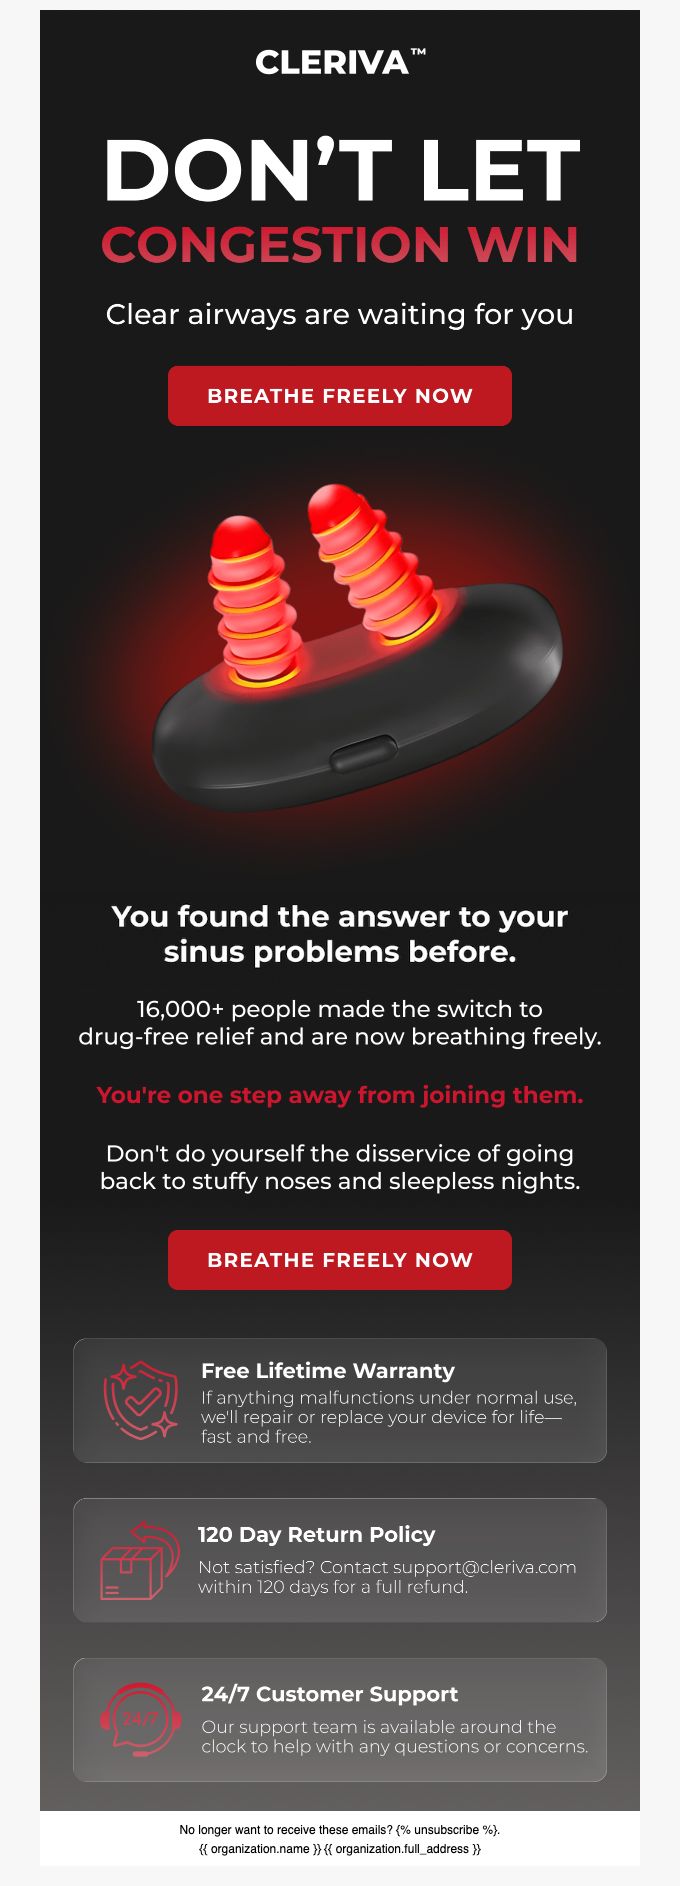 CLERIVA™
DON'T LET
CONGESTION WIN
Clear airways are waiting for you
BREATHE FREELY NOW
You found the answer to your
sinus problems before.
16,000+ people made the switch to
drug-free relief and are now breathing freely.
You're one step away from joining them.
Don't do yourself the disservice of going
back to stuffy noses and sleepless nights.
BREATHE FREELY NOW
Free Lifetime Warranty
If anything malfunctions under normal use,
we'll repair or replace your device for life—
fast and free.
120 Day Return Policy
Not satisfied? Contact support@cleriva.com
within 120 days for a full refund.
24/7
24/7 Customer Support
Our support team is available around the
clock to help with any questions or concerns.
No longer want to receive these emails? {% unsubscribe %}.
{{ organization.name }} {{ organization.full_address }}